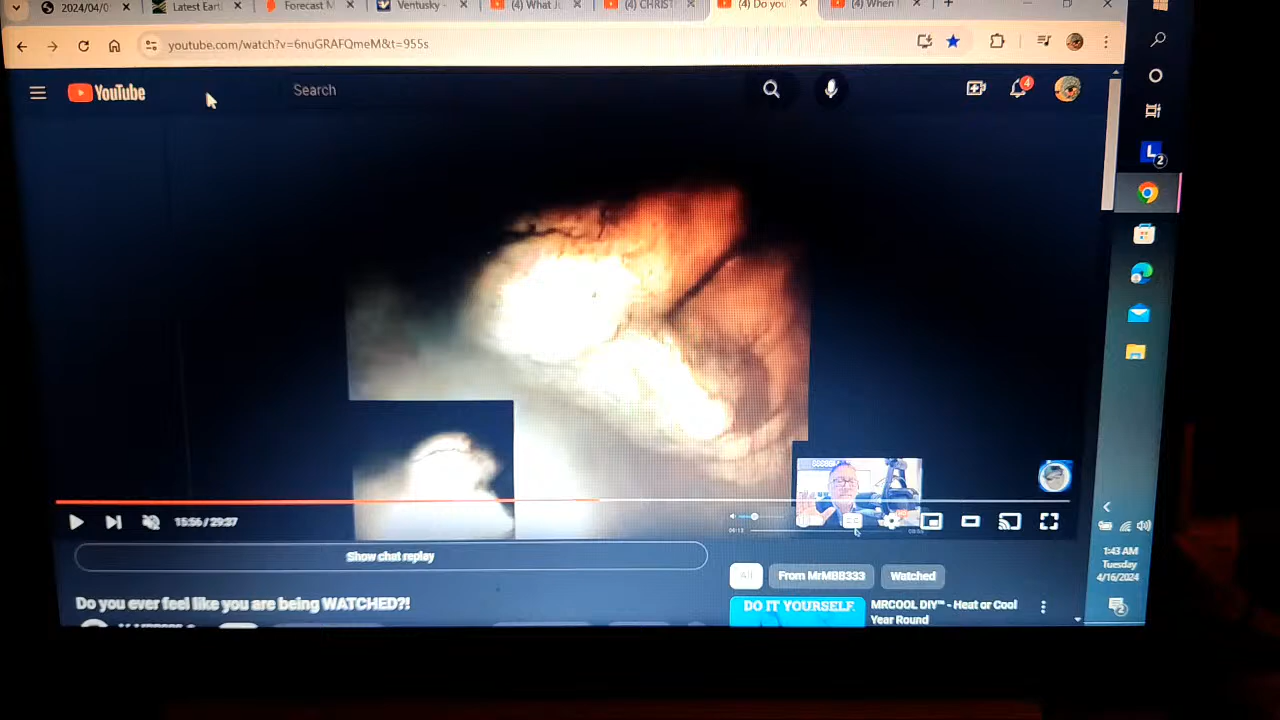 2024/04/0
Latest Eart
Forecast M
Ventusky -
(4) What J
(4) CHRIST
(4) Do you
(4) When
youtube.com/watch?v=6nuGRAFQmeM&t=955s
YouTube
Search
4
L
2
15:56 / 29:37
Show chat replay
All
From MrMBB333
Watched
Do you ever feel like you are being WATCHED?!
DO IT YOURSELF.
MRCOOL DIY™ - Heat or Cool
Year Round
1:43 AM
Tuesday
4/16/2024
2